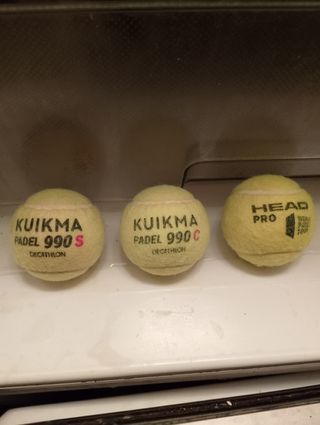 KUIKMA
PADEL 990 S
DECATHLON
KUIKMA
PADEL 990 C
DECATHLON
HEAD
PRO